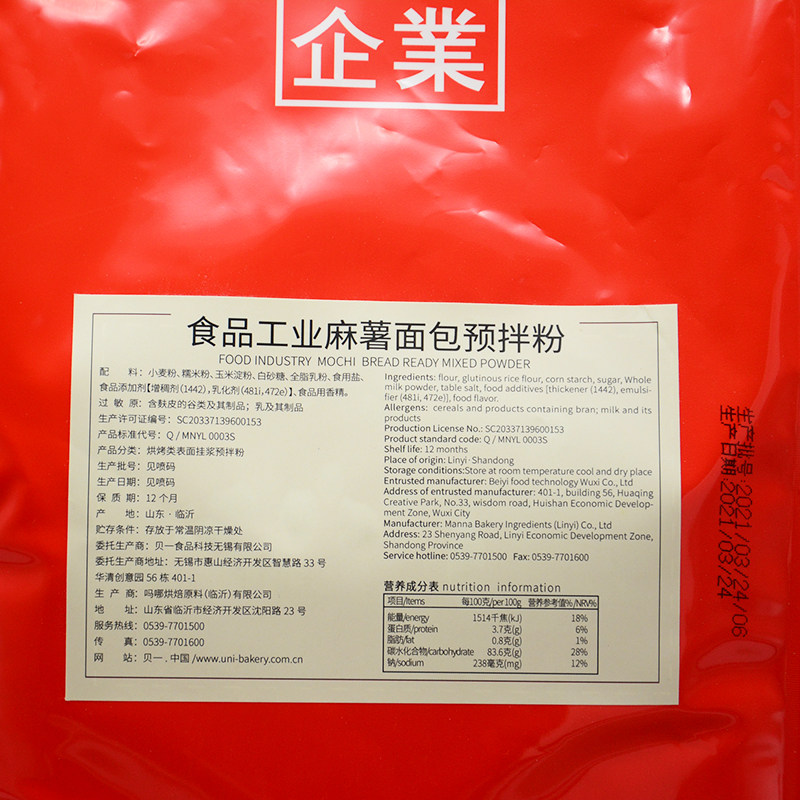 企業
食品工业麻薯面包预拌粉
FOOD INDUSTRY MOCHI BREAD READY MIXED POWDER
配 料：小麦粉、糯米粉、玉米淀粉、白砂糖、全脂乳粉、食用盐、
食品添加剂【增稠剂(1442)，乳化剂(481i,472e)】、食品用香精。
过 敏 原：含麸皮的谷类及其制品；乳及其制品
生产许可证编号：SC20337139600153
产品标准代号：Q / MNYL 0003S
产品分类：烘烤类表面挂浆预拌粉
生产批号：见喷码
生产日期：见喷码
保 质 期：12 个月
产 地：山东 · 临沂
贮存条件：存放于常温阴凉干燥处
委托生产商：贝一食品科技无锡有限公司
委托生产商地址：无锡市惠山经济开发区智慧路 33 号
华清创意园 56 栋 401-1
生 产 商：吗哪烘焙原料(临沂)有限公司
地 址：山东省临沂市经济开发区沈阳路 23 号
服务热线：0539-7701500
传 真：0539-7701600
网 站：贝一 . 中国 /www.uni-bakery.com.cn
Ingredients: flour, glutinous rice flour, corn starch, sugar, Whole
milk powder, table salt, food additives [thickener (1442), emulsi-
fier (481i, 472e)], food flavor.
Allergens: cereals and products containing bran; milk and its
products
Production License No.: SC20337139600153
Product standard code: Q / MNYL 0003S
Shelf life: 12 months
Place of origin: Linyi · Shandong
Storage conditions:Store at room temperature cool and dry place
Entrusted manufacturer: Beiyi food technology Wuxi Co., Ltd
Address of entrusted manufacturer: 401-1, building 56, Huaqing
Creative Park, No.33, wisdom road, Huishan Economic Develop-
ment Zone, Wuxi City
Manufacturer: Manna Bakery Ingredients (Linyi) Co., Ltd
Address: 23 Shenyang Road, Linyi Economic Development Zone,
Shandong Province
Service hotline: 0539-7701500 Fax: 0539-7701600
营养成分表 nutrition information
项目/Items 每100克/per 100g 营养参考值%/NRV%
能量/energy 1514千焦(kJ) 18%
蛋白质/protein 3.7克(g) 6%
脂肪/fat 0.8克(g) 1%
碳水化合物/carbohydrate 83.6克(g) 28%
钠/sodium 238毫克(mg) 12%
生产批号:2021/03/24/06
生产日期:2021/03/24